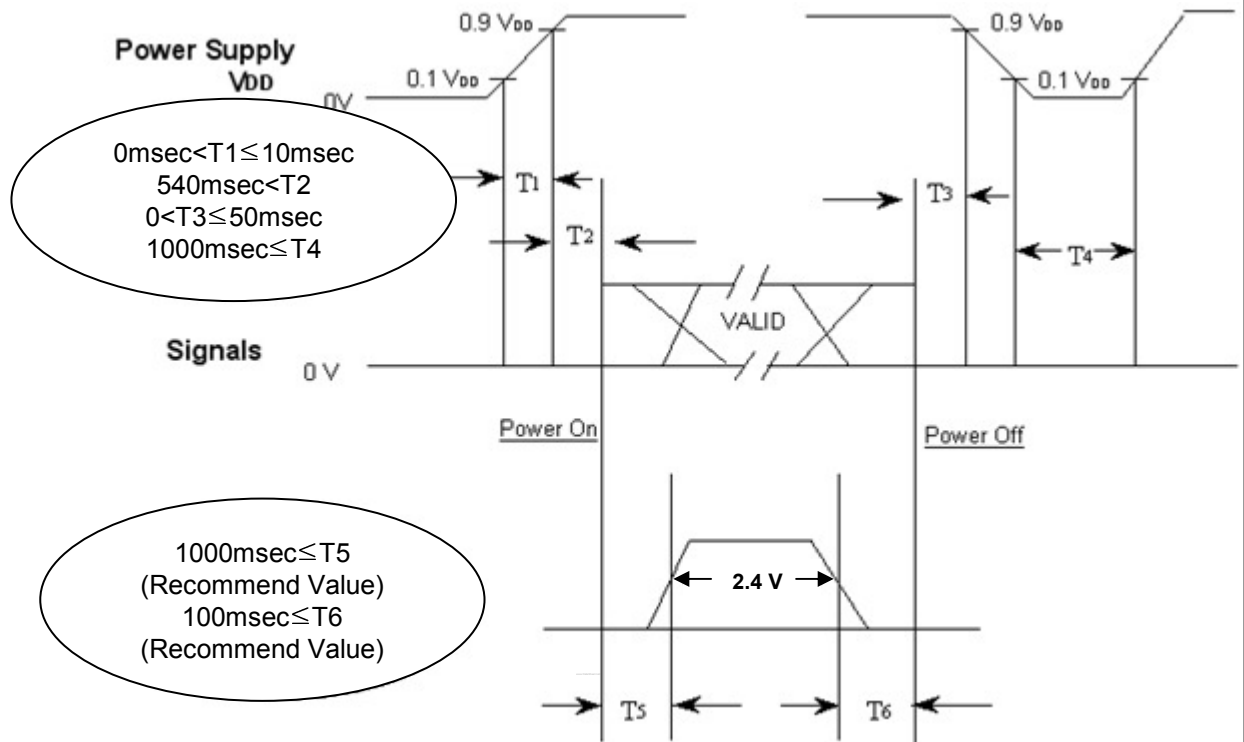 0.9 VDD
0.9 VDD
Power Supply
VDD
0.1 VDD
0.1 VDD
0V
0msec<T1≦10msec
540msec<T2
0<T3≦50msec
1000msec≦T4
T1
T3
T2
T4
VALID
Signals
0 V
Power On
Power Off
1000msec≦T5
(Recommend Value)
100msec≦T6
(Recommend Value)
2.4 V
T5
T6